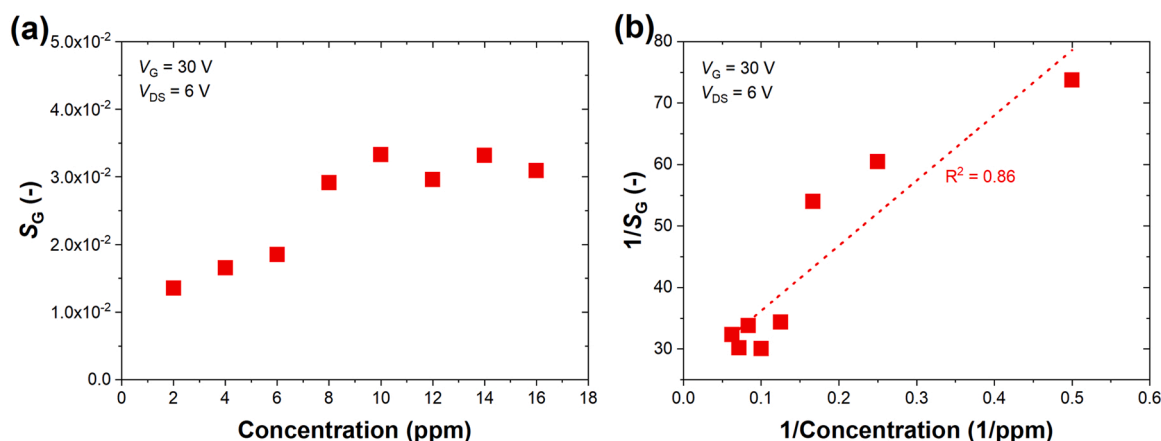 (a)
5.0x10⁻²
4.0x10⁻²
3.0x10⁻²
2.0x10⁻²
1.0x10⁻²
0.0
S_G (-)
V_G = 30 V
V_DS = 6 V
0 2 4 6 8 10 12 14 16 18
Concentration (ppm)
(b)
80
70
60
50
40
30
1/S_G (-)
V_G = 30 V
V_DS = 6 V
R² = 0.86
0.0 0.1 0.2 0.3 0.4 0.5 0.6
1/Concentration (1/ppm)